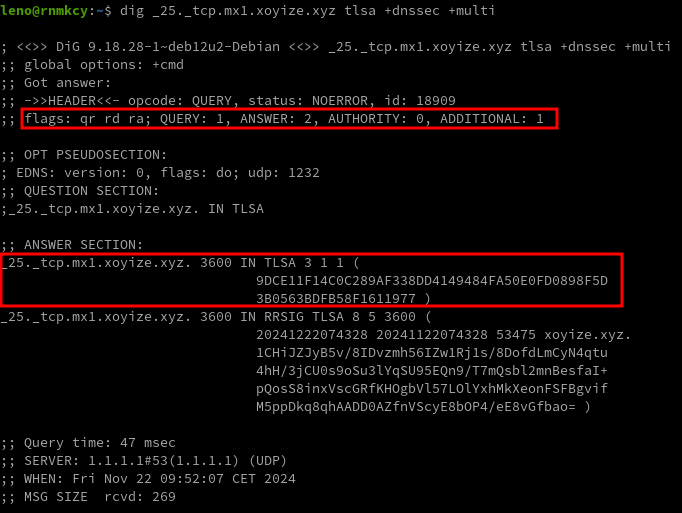 leno@rnmkcy:~$ dig _25._tcp.mx1.xoyize.xyz tlsa +dnssec +multi
; <<>> DiG 9.18.28-1~deb12u2-Debian <<>> _25._tcp.mx1.xoyize.xyz tlsa +dnssec +multi
;; global options: +cmd
;; Got answer:
;; ->>HEADER<<- opcode: QUERY, status: NOERROR, id: 18909
;; flags: qr rd ra; QUERY: 1, ANSWER: 2, AUTHORITY: 0, ADDITIONAL: 1
;; OPT PSEUDOSECTION:
; EDNS: version: 0, flags: do; udp: 1232
;; QUESTION SECTION:
;_25._tcp.mx1.xoyize.xyz. IN TLSA
;; ANSWER SECTION:
_25._tcp.mx1.xoyize.xyz. 3600 IN TLSA 3 1 1 (
9DCE11F14C0C289AF338DD4149484FA50E0FD0898F5D
3B0563BDFB58F1611977 )
_25._tcp.mx1.xoyize.xyz. 3600 IN RRSIG TLSA 8 5 3600 (
20241222074328 20241122074328 53475 xoyize.xyz.
1CHiJZJyB5v/8IDvzmh56IZw1Rj1s/8DofdLmCyN4qtu
4hH/3jCU0s9oSu3lYqSU95EQn9/T7mQsbl2mnBesfaI+
pQosS8inxVscGRfKHOgbVl57LOlYxhMkXeonFSFBgvif
M5ppDkq8qhAADD0AZfnVScyE8bOP4/eE8vGfbao= )
;; Query time: 47 msec
;; SERVER: 1.1.1.1#53(1.1.1.1) (UDP)
;; WHEN: Fri Nov 22 09:52:07 CET 2024
;; MSG SIZE  rcvd: 269